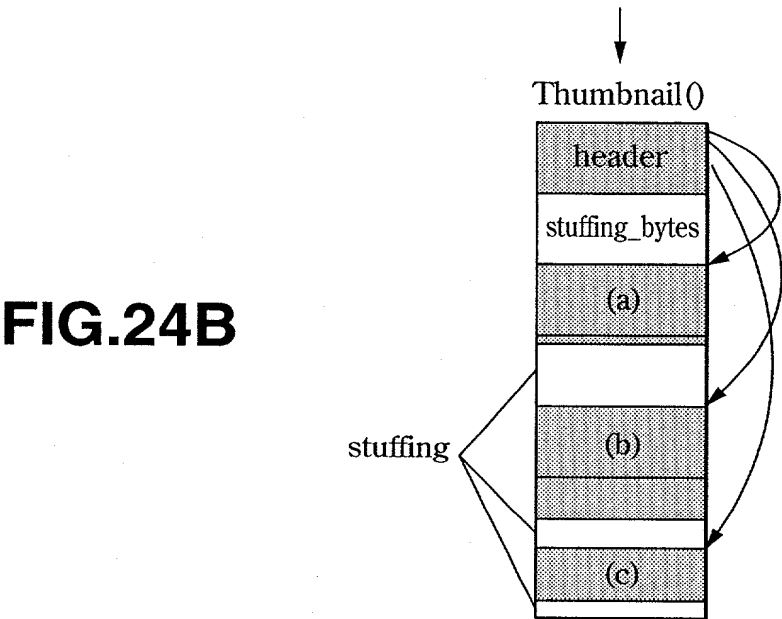 Thumbnail()
header
stuffing_bytes
(a)
FIG.24B
(b)
stuffing
(c)